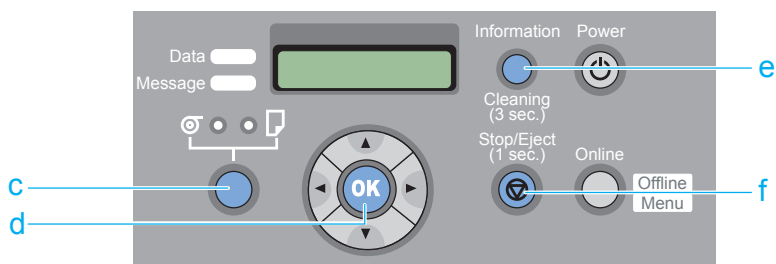 Information Power
Data
Message
e
Cleaning
(3 sec.)
Stop/Eject
(1 sec.)
Online
c
OK
d
Offline
Menu
f